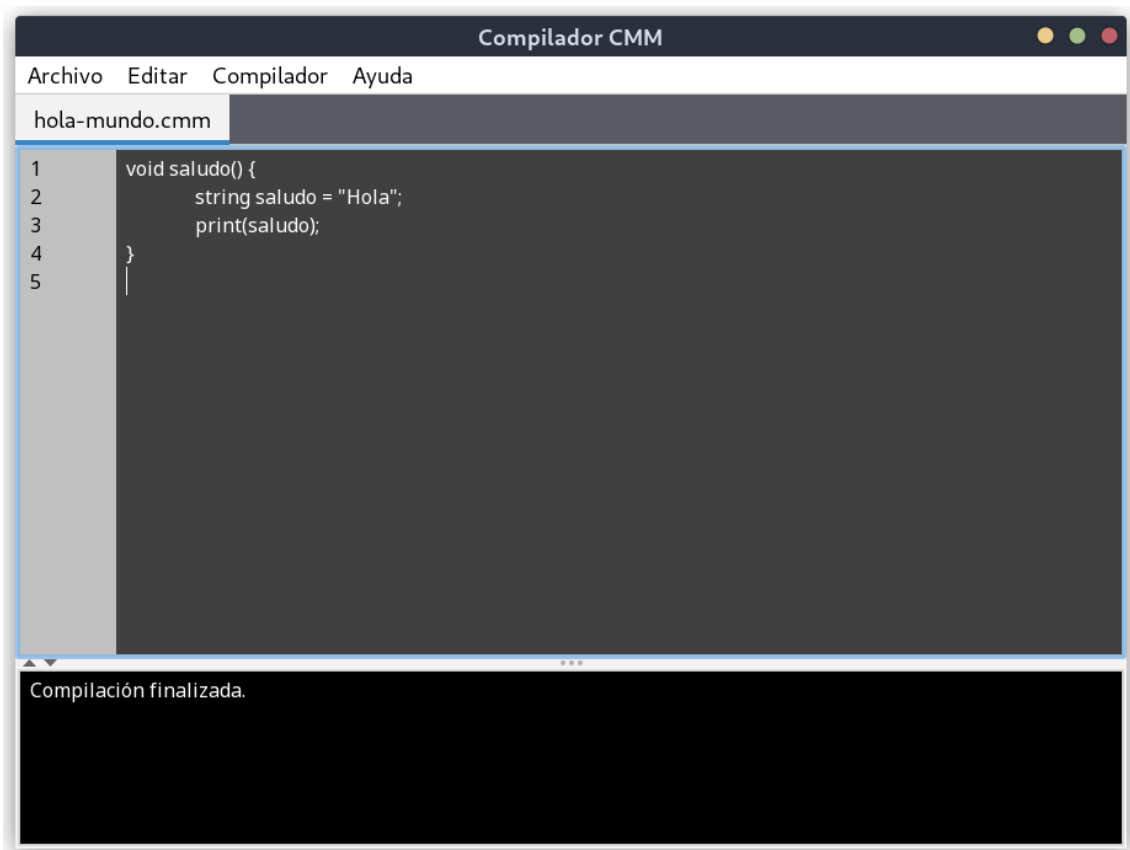 Compilador CMM
Archivo Editar Compilador Ayuda
hola-mundo.cmm
1 void saludo() {
2 string saludo = "Hola";
3 print(saludo);
4 }
5
Compilación finalizada.